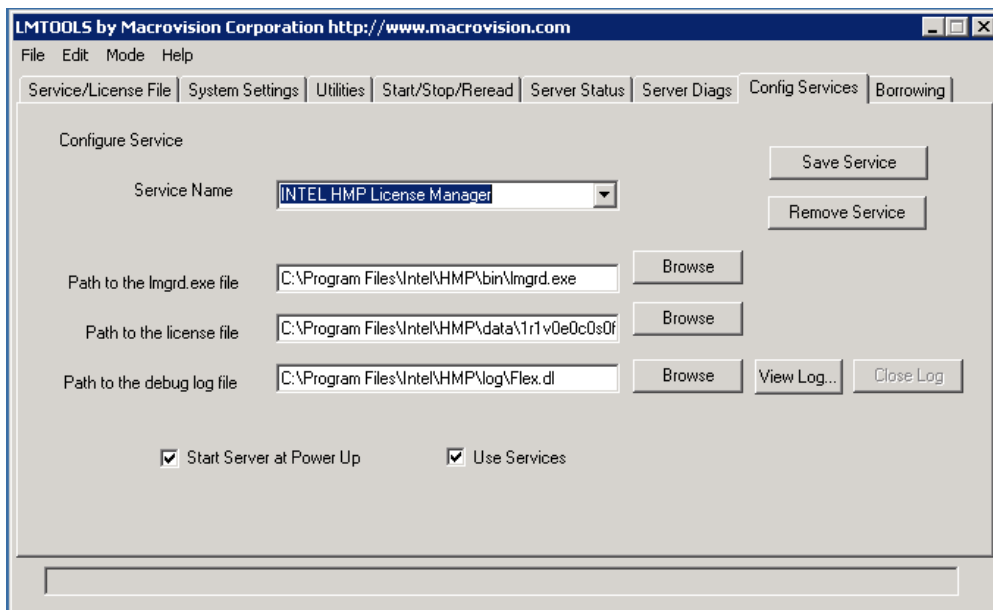 LMTOOLS by Macrovision Corporation http://www.macrovision.com
File Edit Mode Help
Service/License File System Settings Utilities Start/Stop/Reread Server Status Server Diags Config Services Borrowing
Configure Service
Save Service
Service Name INTEL HMP License Manager
Remove Service
Path to the lmgrd.exe file C:\Program Files\Intel\HMP\bin\lmgrd.exe Browse
Path to the license file C:\Program Files\Intel\HMP\data\1r1v0e0c0s0f Browse
Path to the debug log file C:\Program Files\Intel\HMP\log\Flex.dl Browse View Log... Close Log
Start Server at Power Up Use Services